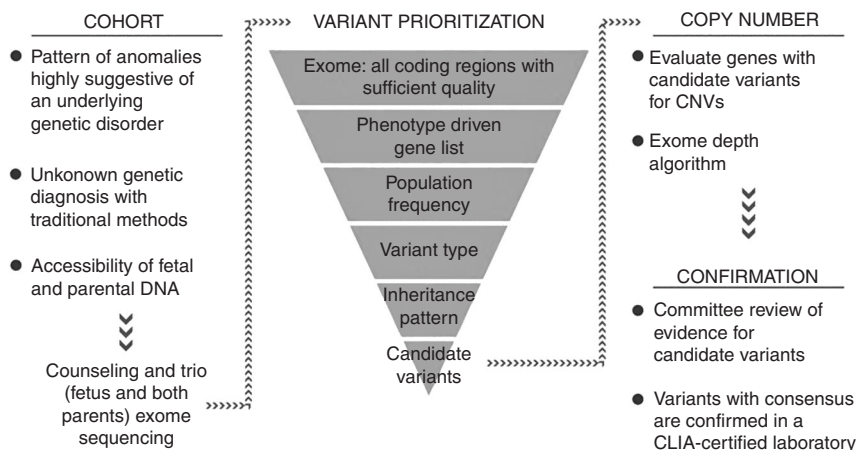 COHORT
● Pattern of anomalies
highly suggestive of
an underlying
genetic disorder
● Unkonown genetic
diagnosis with
traditional methods
● Accessibility of fetal
and parental DNA
Counseling and trio
(fetus and both
parents) exome
sequencing
VARIANT PRIORITIZATION
Exome: all coding regions with
sufficient quality
Phenotype driven
gene list
Population
frequency
Variant type
Inheritance
pattern
Candidate
variants
COPY NUMBER
● Evaluate genes with
candidate variants
for CNVs
● Exome depth
algorithm
CONFIRMATION
● Committee review of
evidence for
candidate variants
● Variants with consensus
are confirmed in a
CLIA-certified laboratory